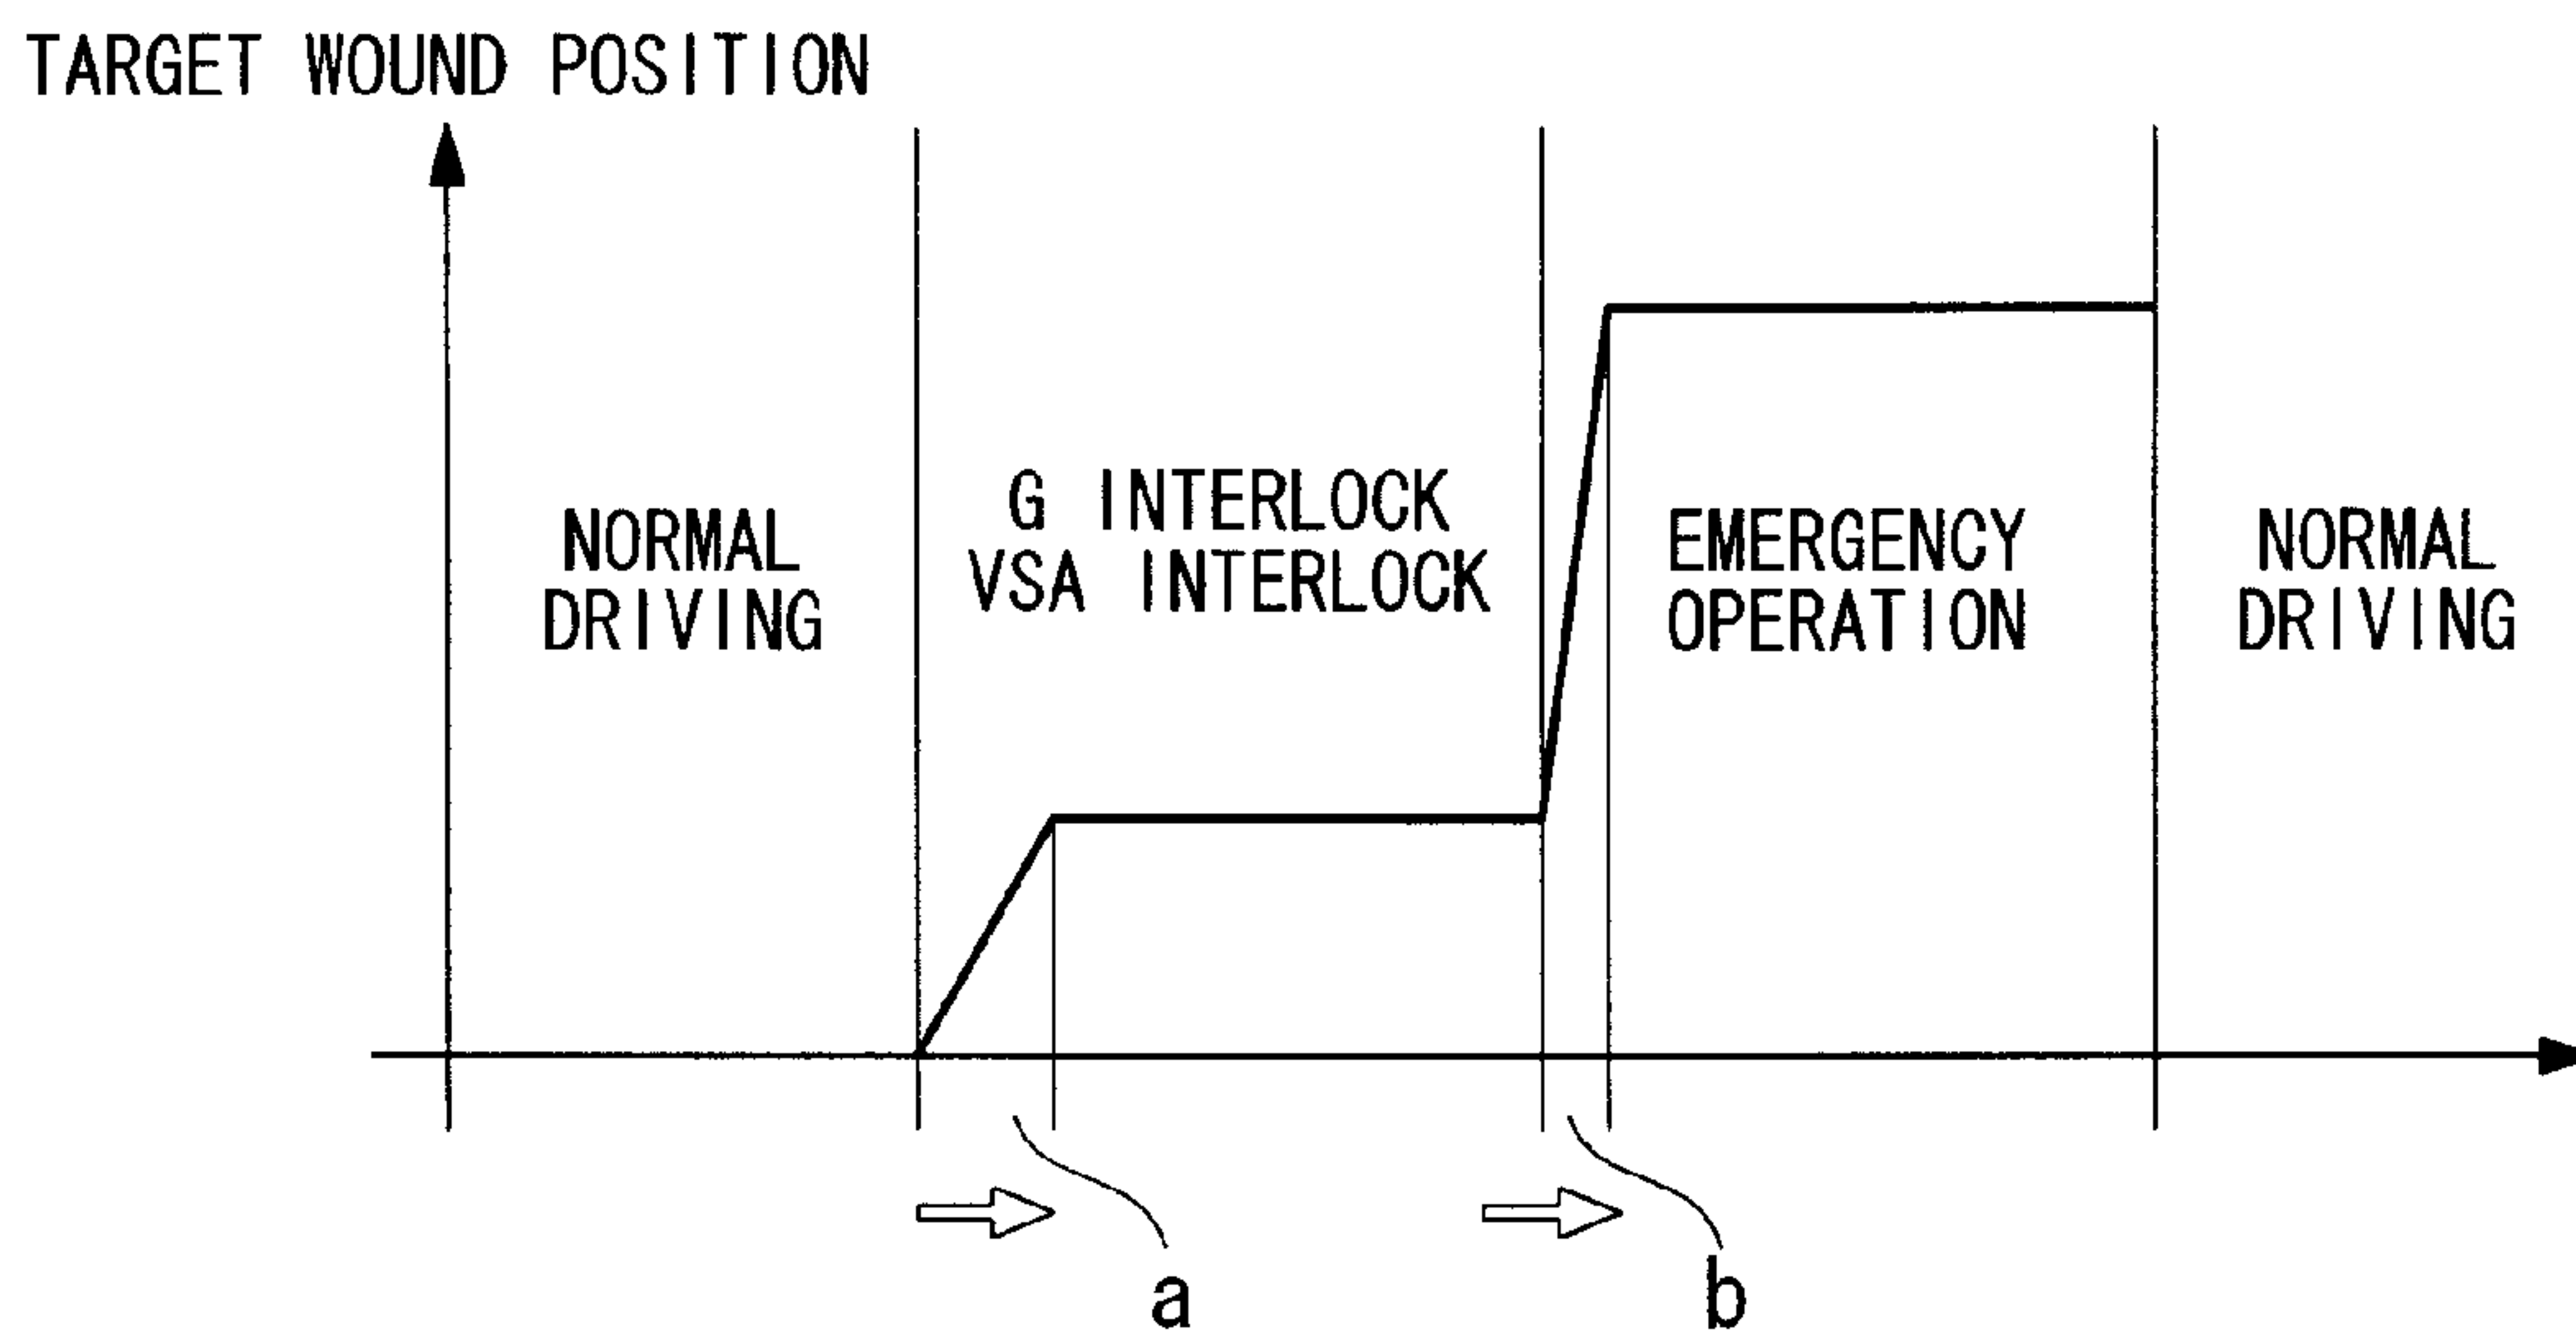 TARGET WOUND POSITION
NORMAL
DRIVING
G INTERLOCK
VSA INTERLOCK
EMERGENCY
OPERATION
NORMAL
DRIVING
a
b